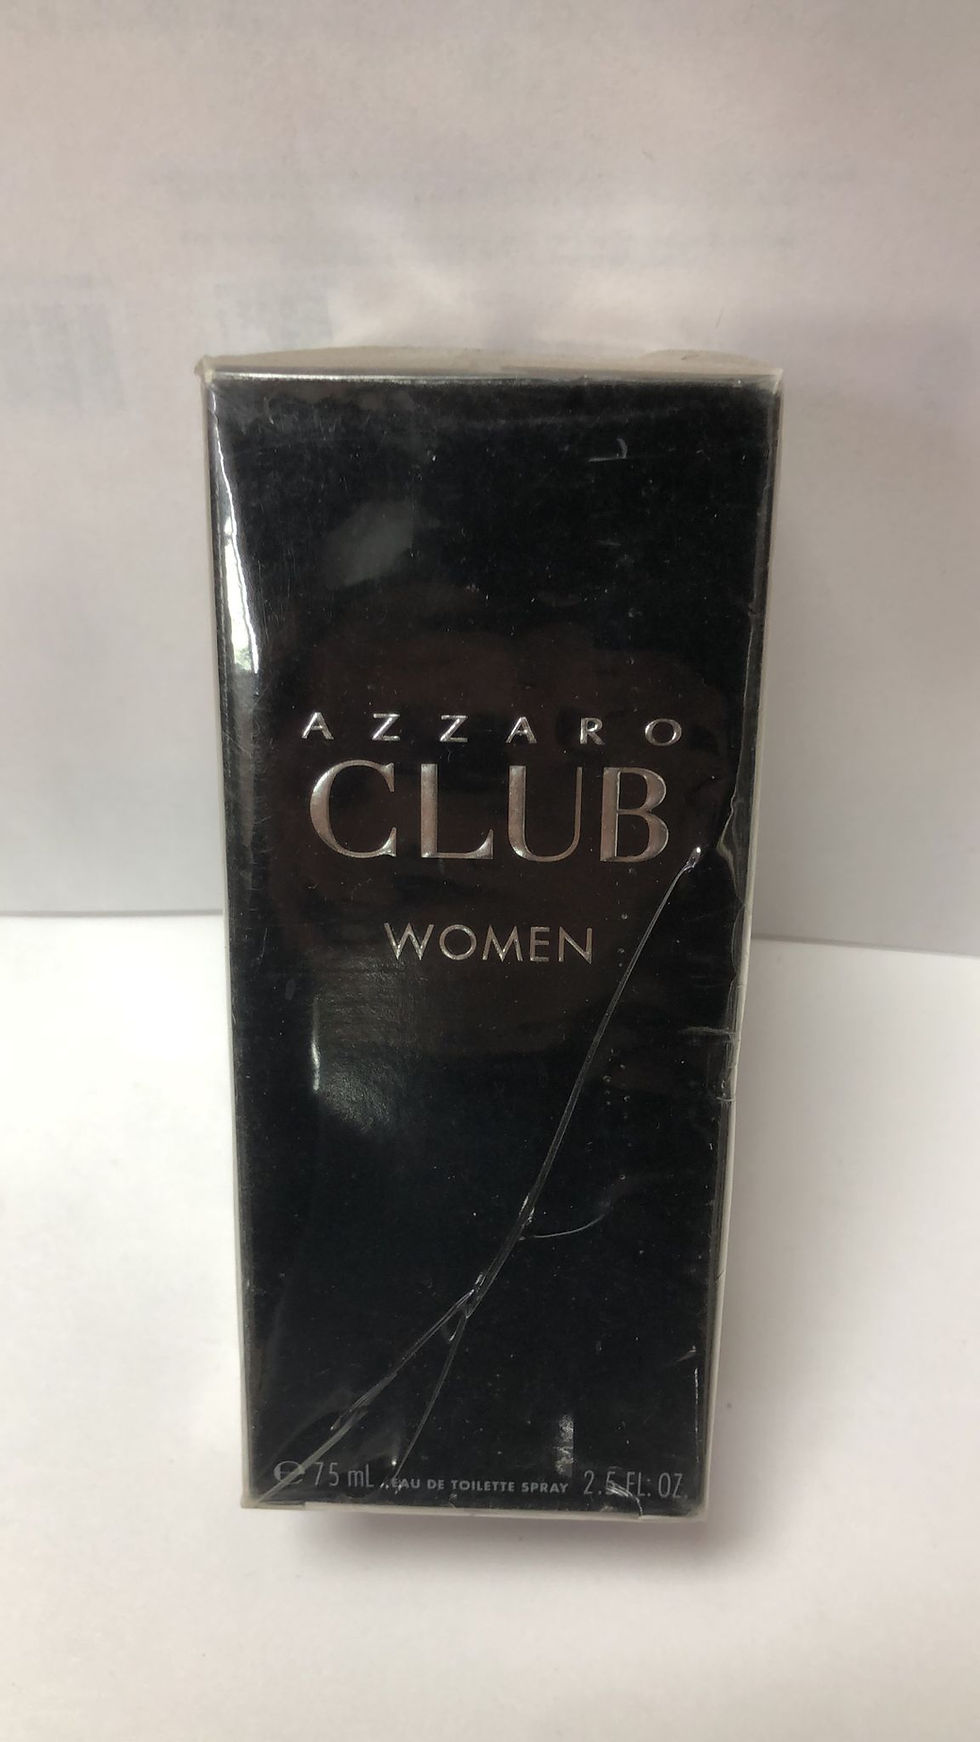 AZZARO
CLUB
WOMEN
℮ 75 mL EAU DE TOILETTE SPRAY 2.5 FL. OZ.